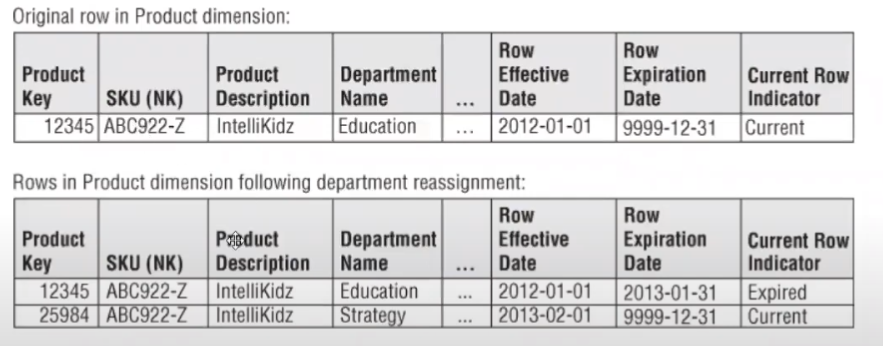 Original row in Product dimension:
Product Key SKU (NK) Product Description Department Name ... Row Effective Date Row Expiration Date Current Row Indicator
12345 ABC922-Z IntelliKidz Education ... 2012-01-01 9999-12-31 Current
Rows in Product dimension following department reassignment:
Product Key SKU (NK) Product Description Department Name ... Row Effective Date Row Expiration Date Current Row Indicator
12345 ABC922-Z IntelliKidz Education ... 2012-01-01 2013-01-31 Expired
25984 ABC922-Z IntelliKidz Strategy ... 2013-02-01 9999-12-31 Current